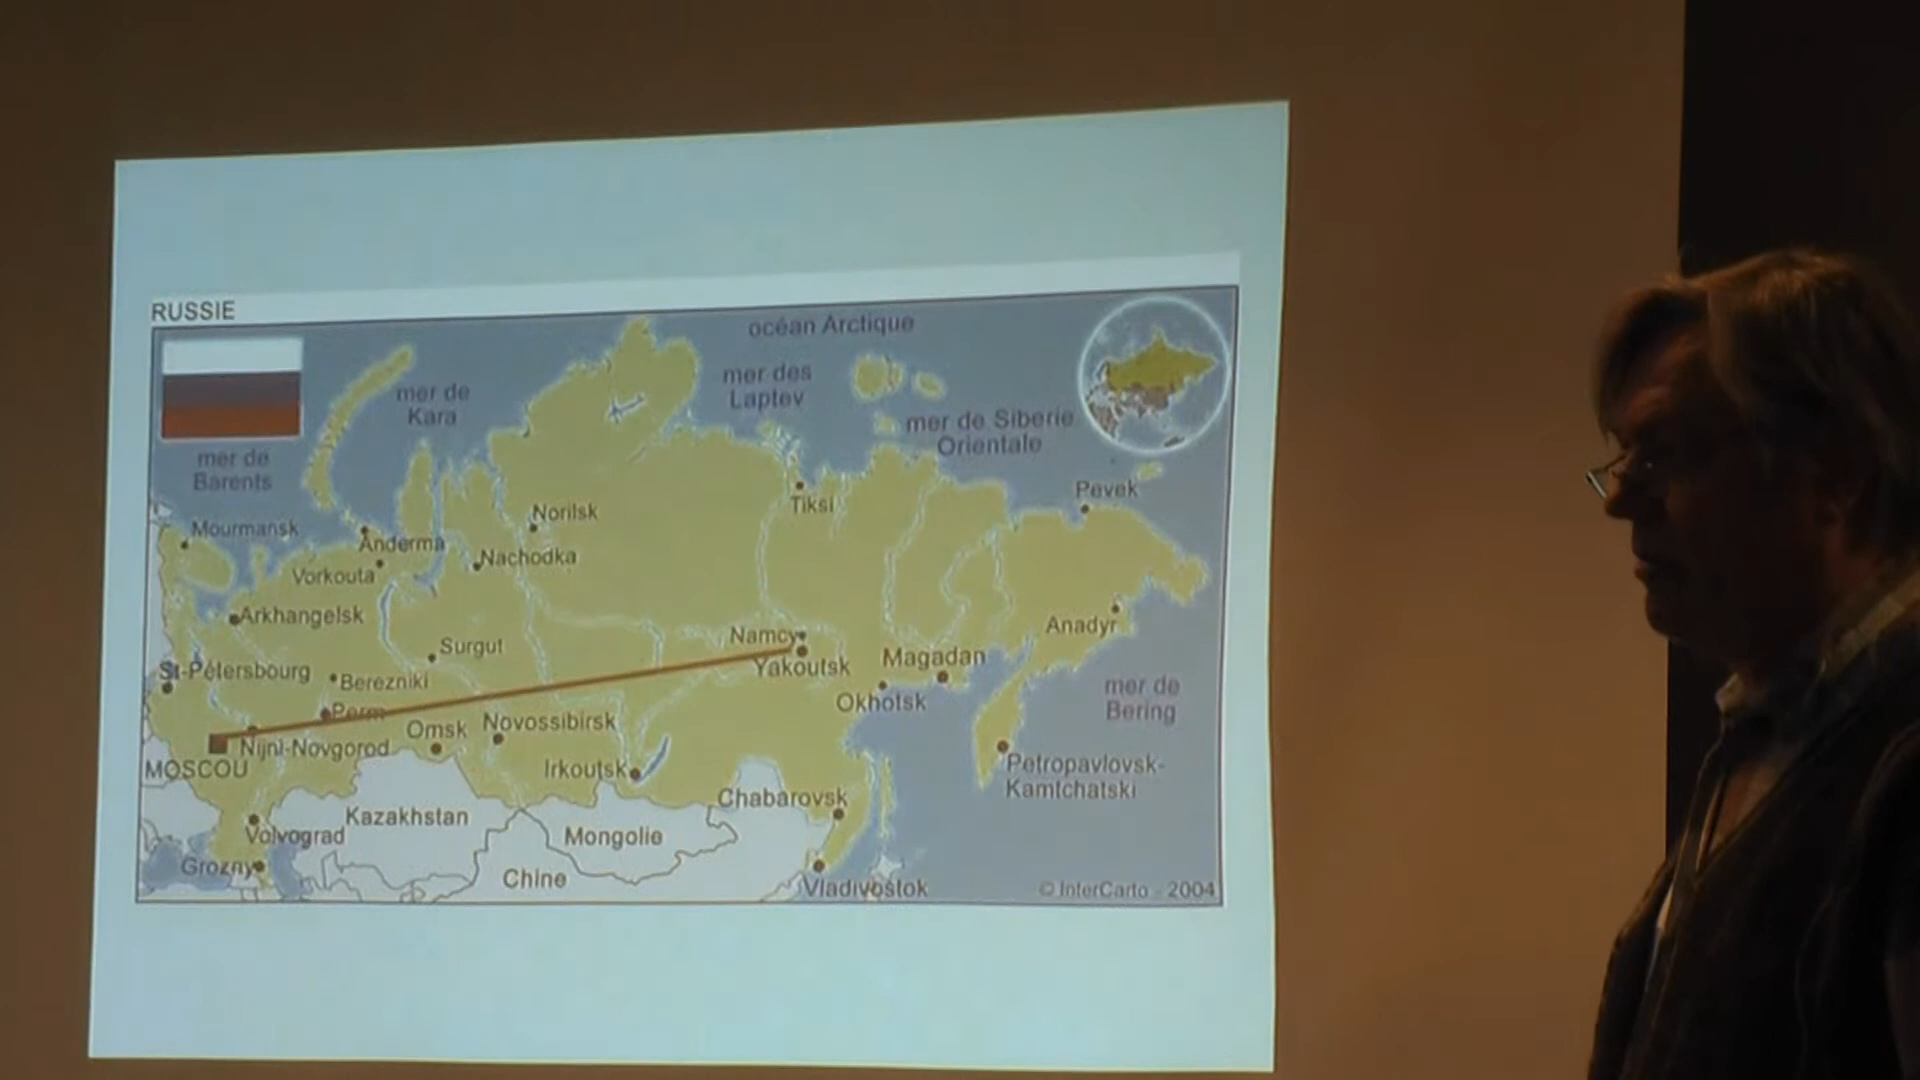 RUSSIE
océan Arctique
mer des
Laptev
mer de
Kara
mer de Siberie
Orientale
mer de
Barents
Pevek
Tiksi
Norilsk
Mourmansk
Anderma
Nachodka
Vorkouta
Arkhangelsk
Anadyr
Namcy
Surgut
Yakoutsk
Magadan
St-Pétersbourg
Berezniki
mer de
Bering
Okhotsk
Perm
Omsk
Novossibirsk
Nijni-Novgorod
MOSCOU
Irkoutsk
Petropavlovsk-
Kamtchatski
Chabarovsk
Kazakhstan
Volvograd
Mongolie
Grozny
Chine
Vladivostok
© InterCarto - 2004